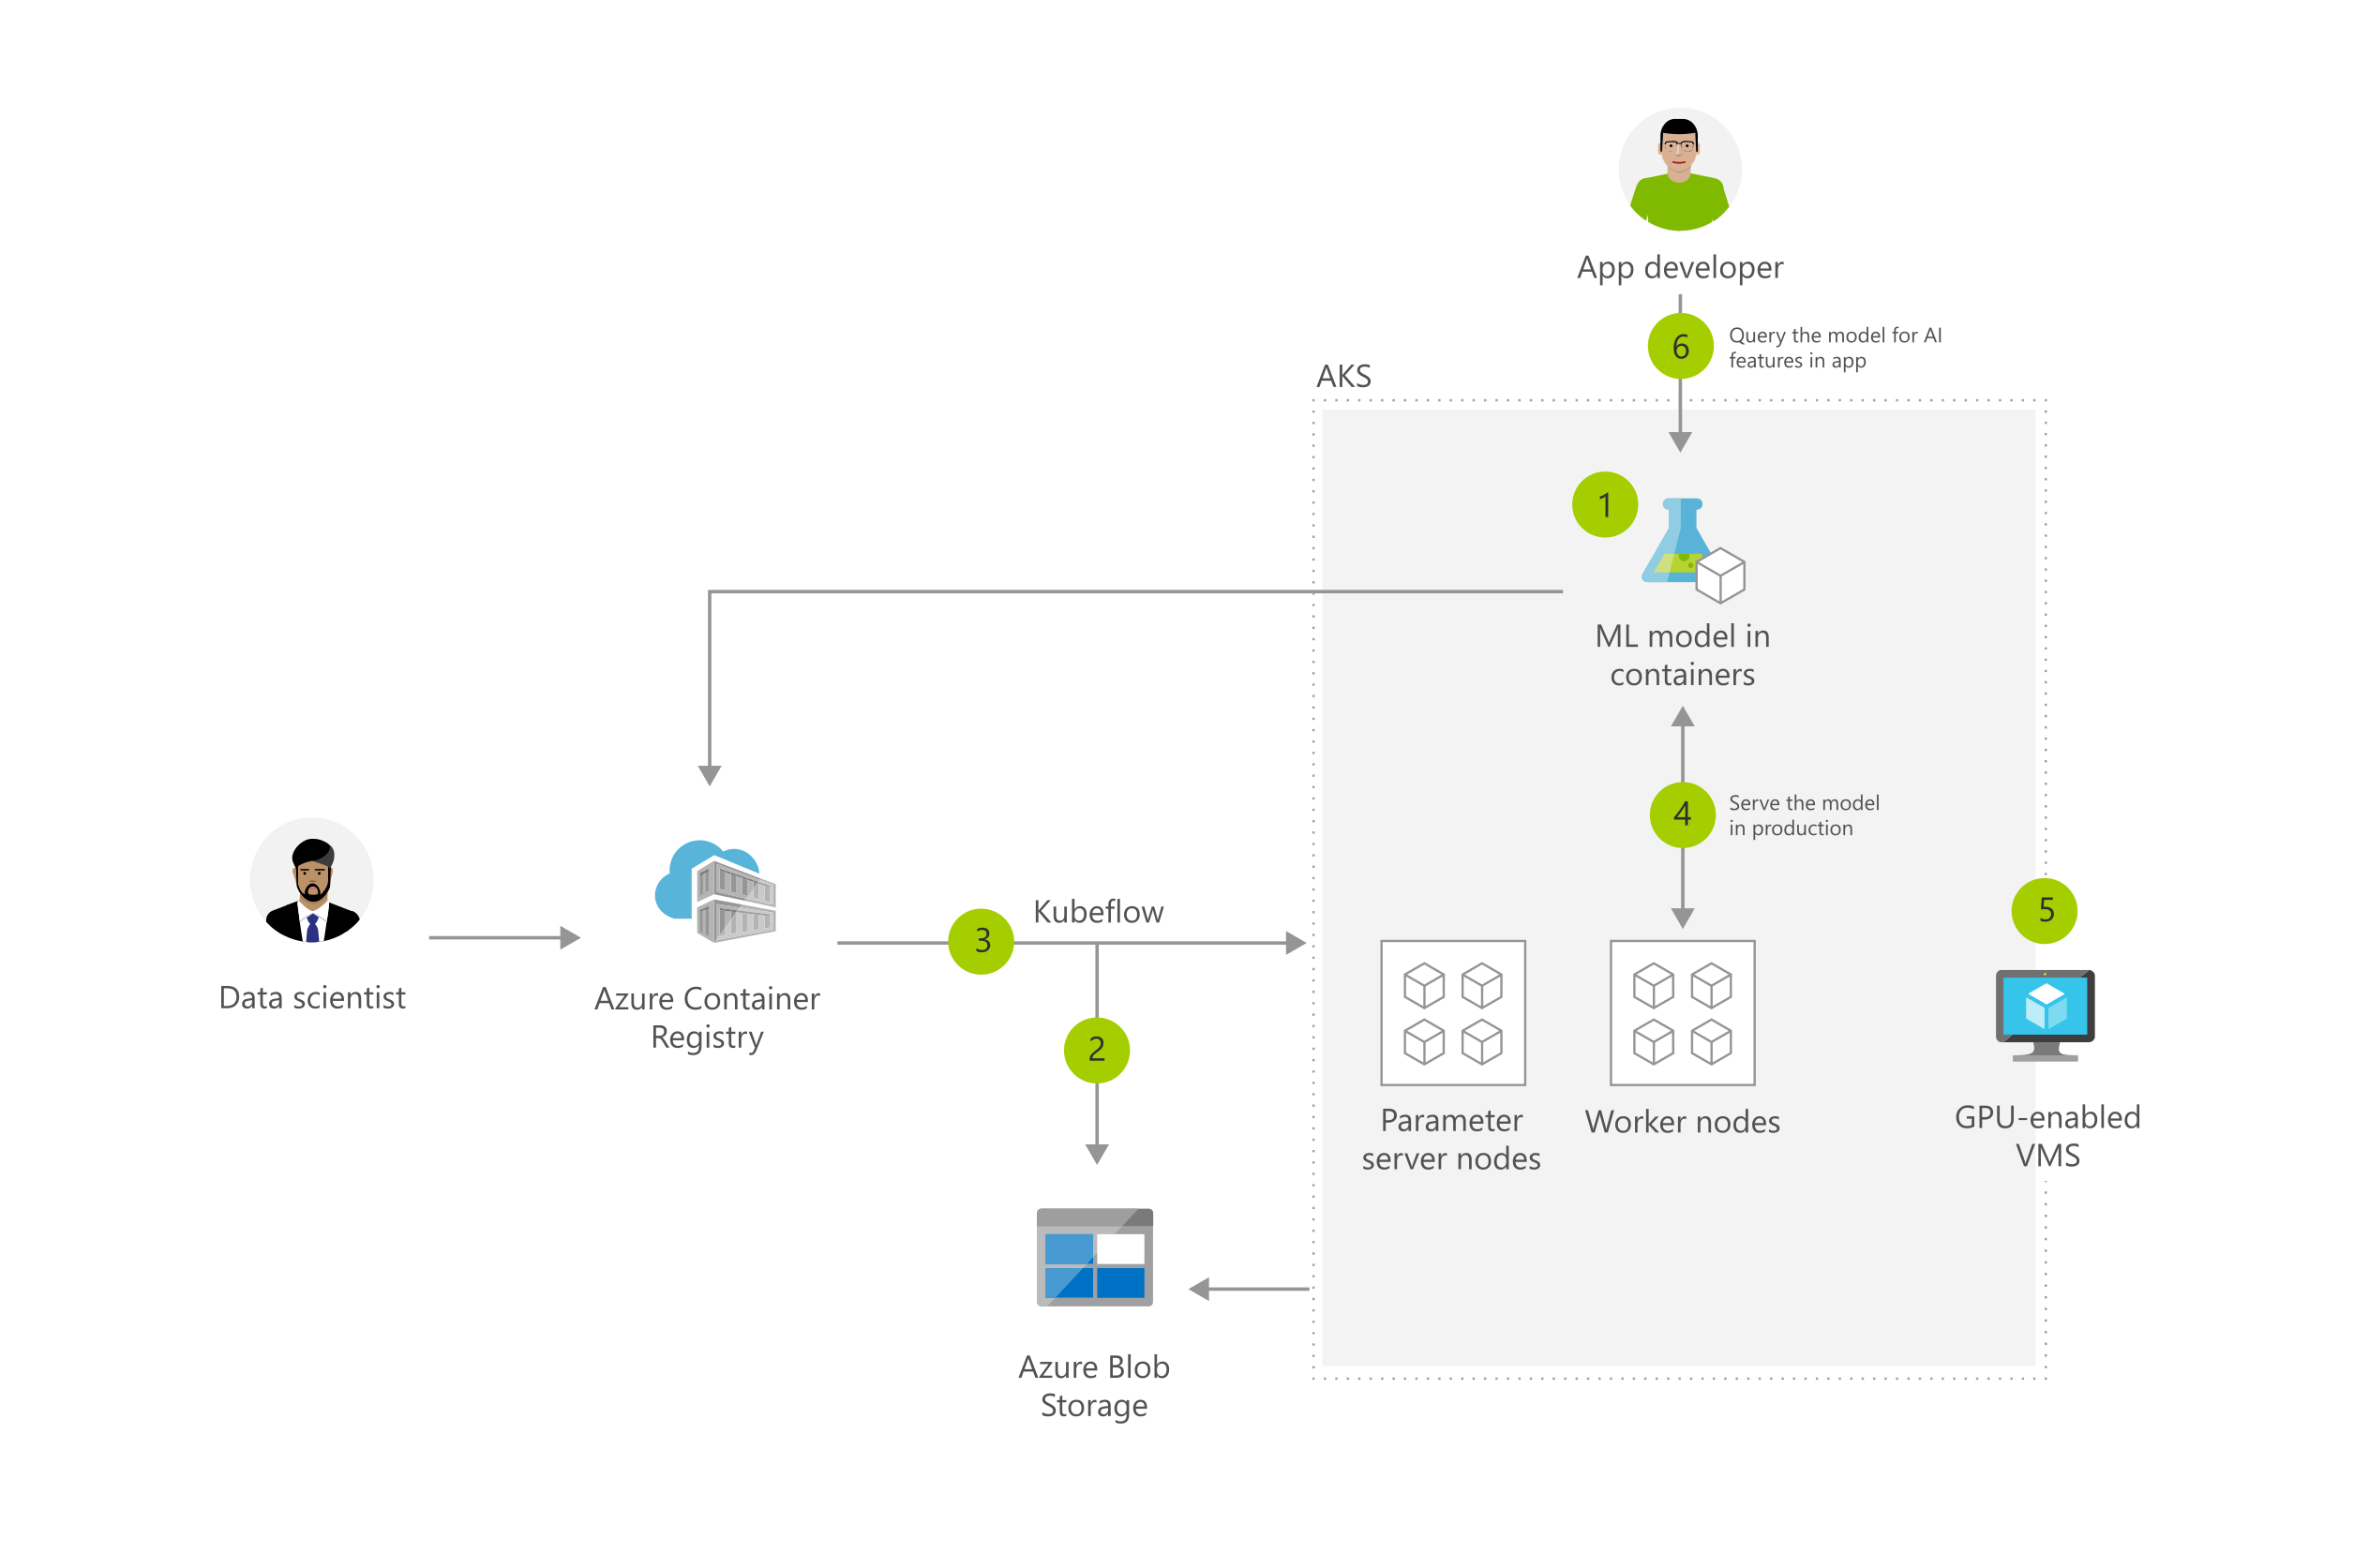 App developer
6
Query the model for AI
features in app
AKS
1
ML model in
containers
4
Serve the model
in production
Data scientist
Azure Container
Registry
3
Kubeflow
2
Azure Blob
Storage
Parameter
server nodes
Worker nodes
5
GPU-enabled
VMS